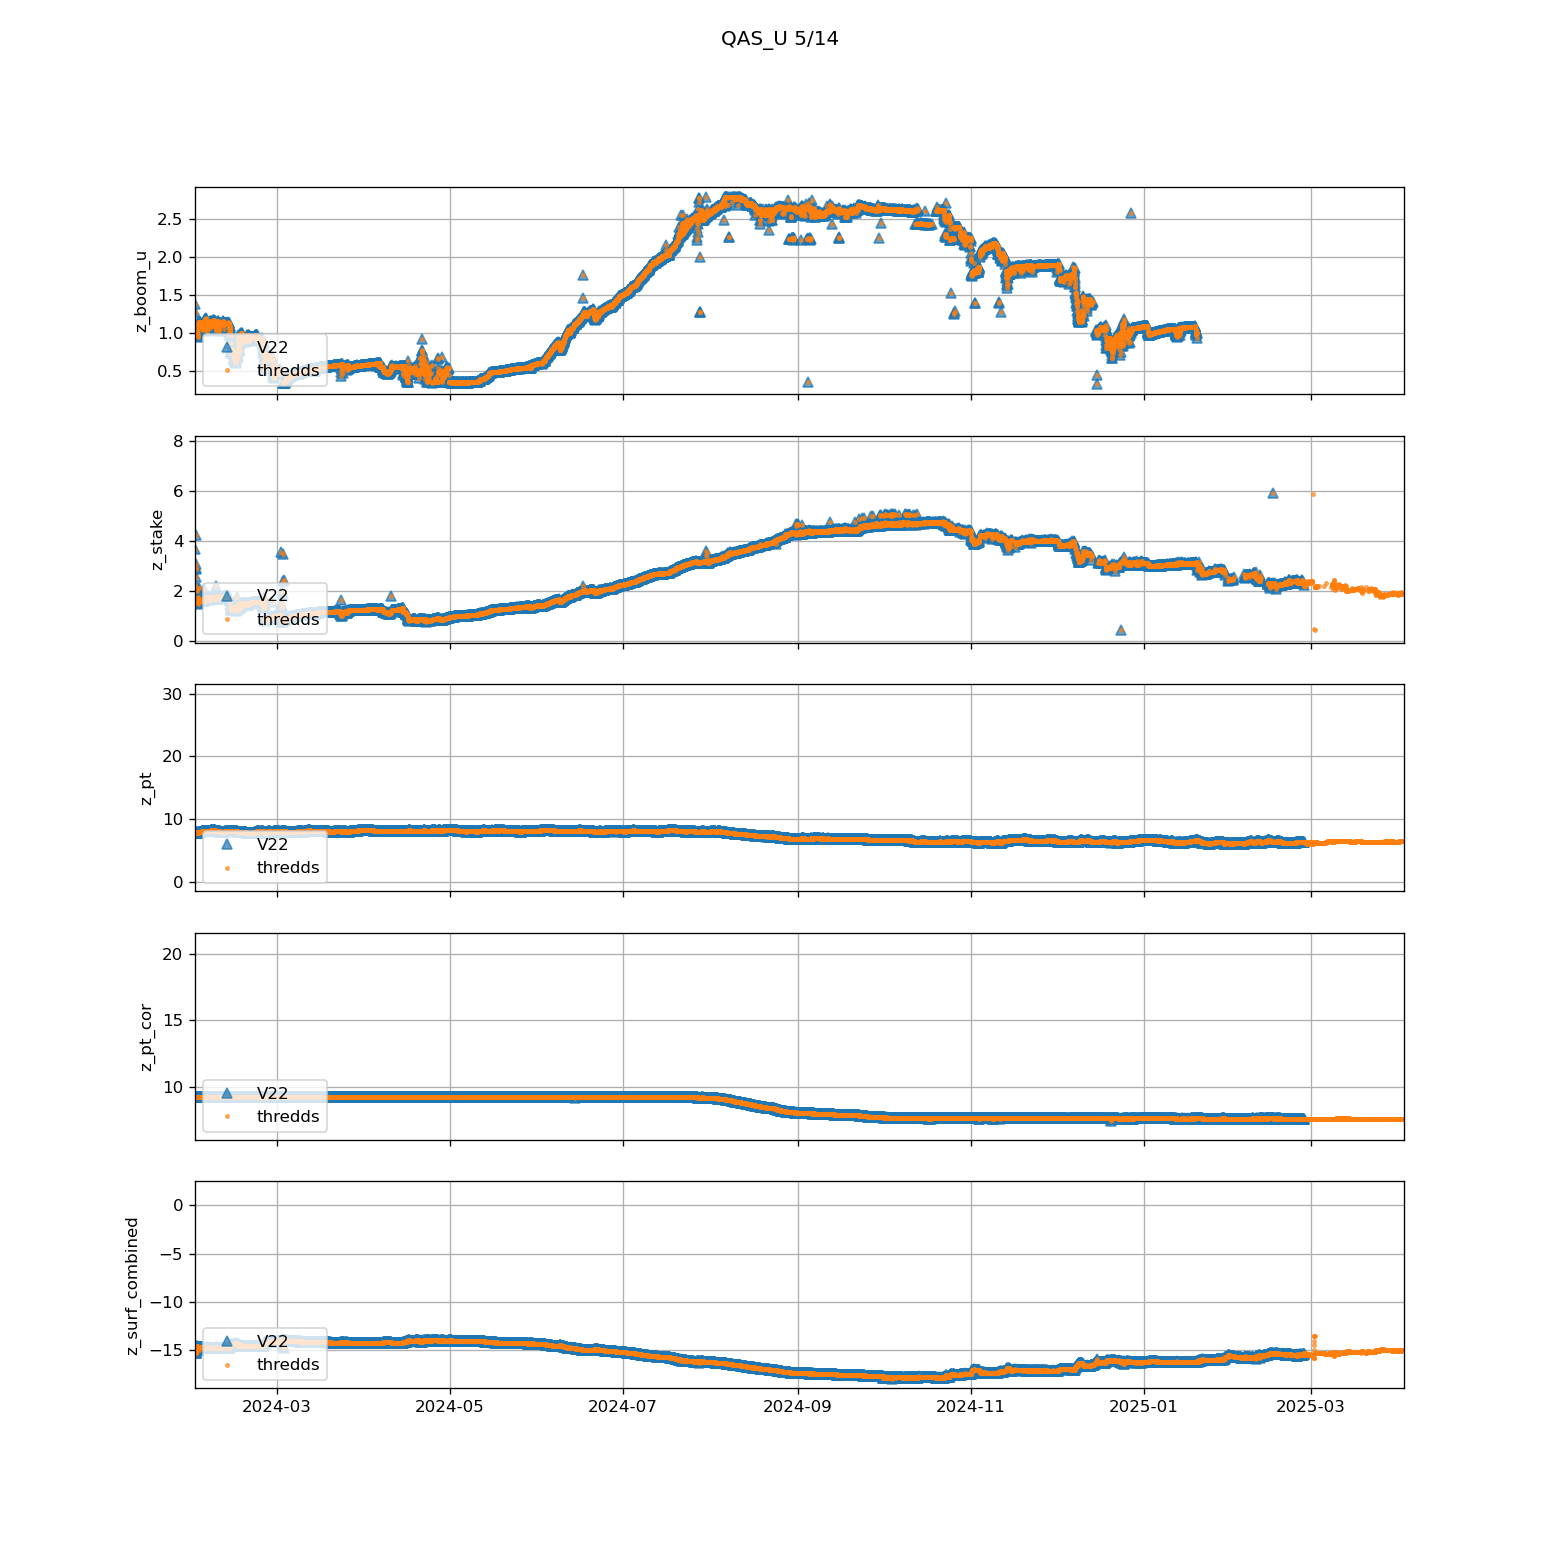 QAS_U 5/14
z_boom_u
2.5
2.0
1.5
1.0
0.5
V22
thredds
z_stake
8
6
4
2
0
V22
thredds
z_pt
30
20
10
0
V22
thredds
z_pt_cor
20
15
10
V22
thredds
z_surf_combined
0
−5
−10
−15
V22
thredds
2024-03 2024-05 2024-07 2024-09 2024-11 2025-01 2025-03